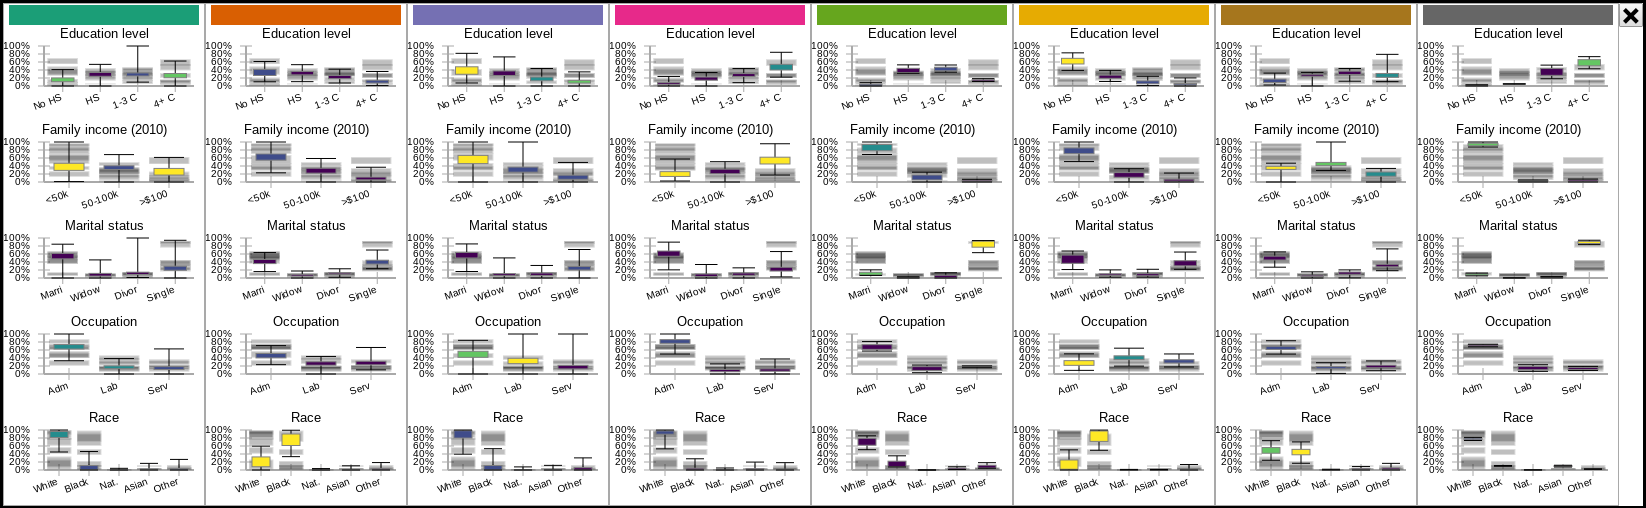 Education level Education level Education level Education level Education level Education level Education level Education level
100% 100% 100% 100% 100% 100% 100% 100%
80% 80% 80% 80% 80% 80% 80% 80%
60% 60% 60% 60% 60% 60% 60% 60%
40% 40% 40% 40% 40% 40% 40% 40%
20% 20% 20% 20% 20% 20% 20% 20%
0% 0% 0% 0% 0% 0% 0% 0%
No HS HS 1-3 C 4+ C No HS HS 1-3 C 4+ C No HS HS 1-3 C 4+ C No HS HS 1-3 C 4+ C No HS HS 1-3 C 4+ C No HS HS 1-3 C 4+ C No HS HS 1-3 C 4+ C No HS HS 1-3 C 4+ C
Family income (2010) Family income (2010) Family income (2010) Family income (2010) Family income (2010) Family income (2010) Family income (2010) Family income (2010)
100% 100% 100% 100% 100% 100% 100% 100%
80% 80% 80% 80% 80% 80% 80% 80%
60% 60% 60% 60% 60% 60% 60% 60%
40% 40% 40% 40% 40% 40% 40% 40%
20% 20% 20% 20% 20% 20% 20% 20%
0% 0% 0% 0% 0% 0% 0% 0%
<50k 50-100k >$100 <50k 50-100k >$100 <50k 50-100k >$100 <50k 50-100k >$100 <50k 50-100k >$100 <50k 50-100k >$100 <50k 50-100k >$100 <50k 50-100k >$100
Marital status Marital status Marital status Marital status Marital status Marital status Marital status Marital status
100% 100% 100% 100% 100% 100% 100% 100%
80% 80% 80% 80% 80% 80% 80% 80%
60% 60% 60% 60% 60% 60% 60% 60%
40% 40% 40% 40% 40% 40% 40% 40%
20% 20% 20% 20% 20% 20% 20% 20%
0% 0% 0% 0% 0% 0% 0% 0%
Marri Widow Divor Single Marri Widow Divor Single Marri Widow Divor Single Marri Widow Divor Single Marri Widow Divor Single Marri Widow Divor Single Marri Widow Divor Single Marri Widow Divor Single
Occupation Occupation Occupation Occupation Occupation Occupation Occupation Occupation
100% 100% 100% 100% 100% 100% 100% 100%
80% 80% 80% 80% 80% 80% 80% 80%
60% 60% 60% 60% 60% 60% 60% 60%
40% 40% 40% 40% 40% 40% 40% 40%
20% 20% 20% 20% 20% 20% 20% 20%
0% 0% 0% 0% 0% 0% 0% 0%
Adm Lab Serv Adm Lab Serv Adm Lab Serv Adm Lab Serv Adm Lab Serv Adm Lab Serv Adm Lab Serv Adm Lab Serv
Race Race Race Race Race Race Race Race
100% 100% 100% 100% 100% 100% 100% 100%
80% 80% 80% 80% 80% 80% 80% 80%
60% 60% 60% 60% 60% 60% 60% 60%
40% 40% 40% 40% 40% 40% 40% 40%
20% 20% 20% 20% 20% 20% 20% 20%
0% 0% 0% 0% 0% 0% 0% 0%
White Black Nat. Asian Other White Black Nat. Asian Other White Black Nat. Asian Other White Black Nat. Asian Other White Black Nat. Asian Other White Black Nat. Asian Other White Black Nat. Asian Other White Black Nat. Asian Other